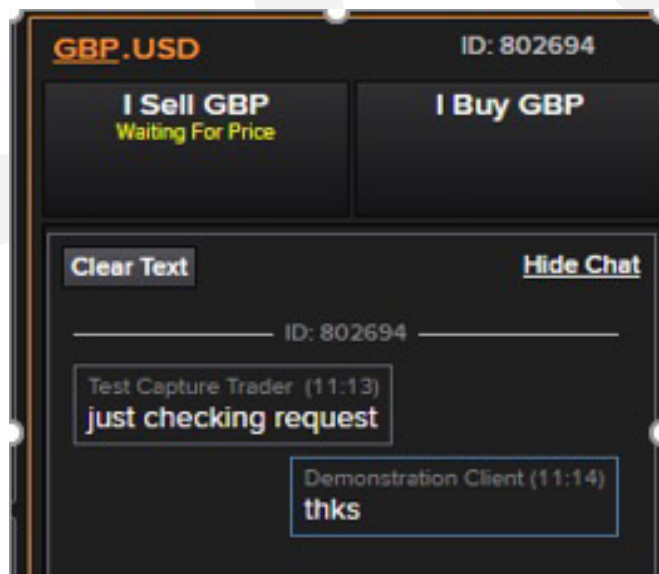 GBP.USD ID: 802694
I Sell GBP I Buy GBP
Waiting For Price
Clear Text Hide Chat
ID: 802694
Test Capture Trader (11:13)
just checking request
Demonstration Client (11:14)
thks